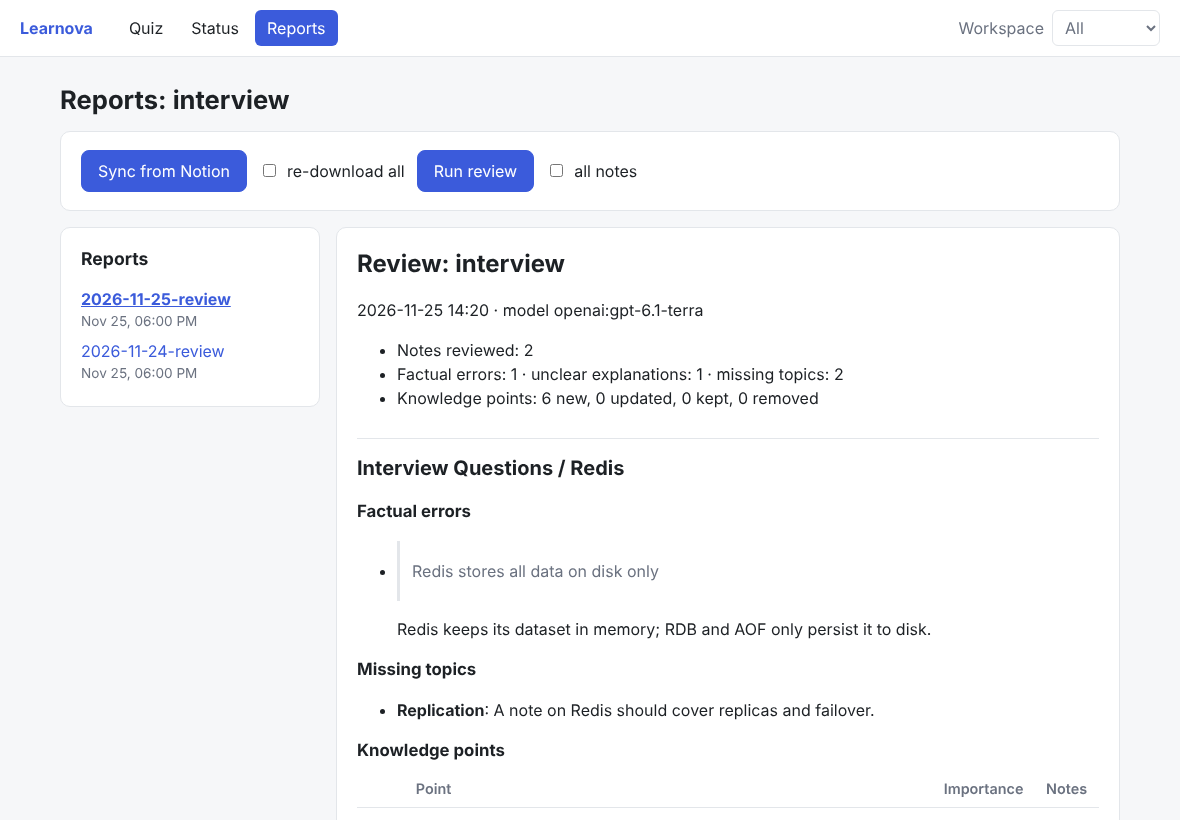 Learnova Quiz Status Reports Workspace All
Reports: interview
Sync from Notion re-download all Run review all notes
Reports
2026-11-25-review
Nov 25, 06:00 PM
2026-11-24-review
Nov 25, 06:00 PM
Review: interview
2026-11-25 14:20 · model openai:gpt-6.1-terra
Notes reviewed: 2
Factual errors: 1 · unclear explanations: 1 · missing topics: 2
Knowledge points: 6 new, 0 updated, 0 kept, 0 removed
Interview Questions / Redis
Factual errors
Redis stores all data on disk only
Redis keeps its dataset in memory; RDB and AOF only persist it to disk.
Missing topics
Replication: A note on Redis should cover replicas and failover.
Knowledge points
Point Importance Notes